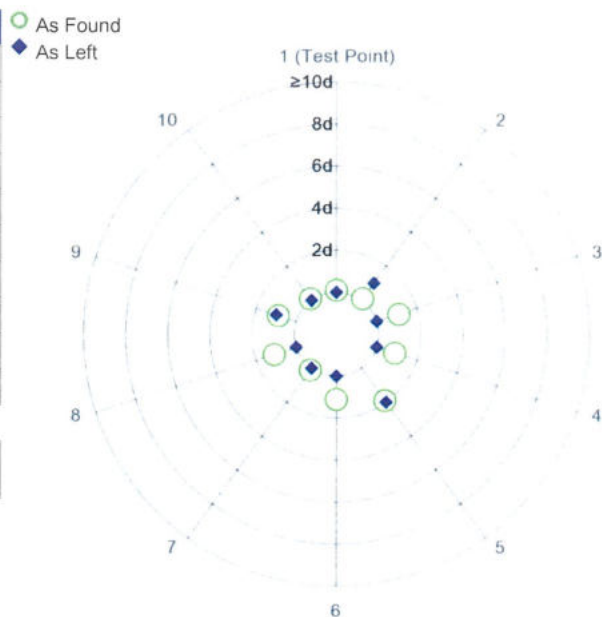 As Found
As Left
1 (Test Point)
≥10d
10
2
8d
6d
4d
9
3
2d
8
4
7
5
6